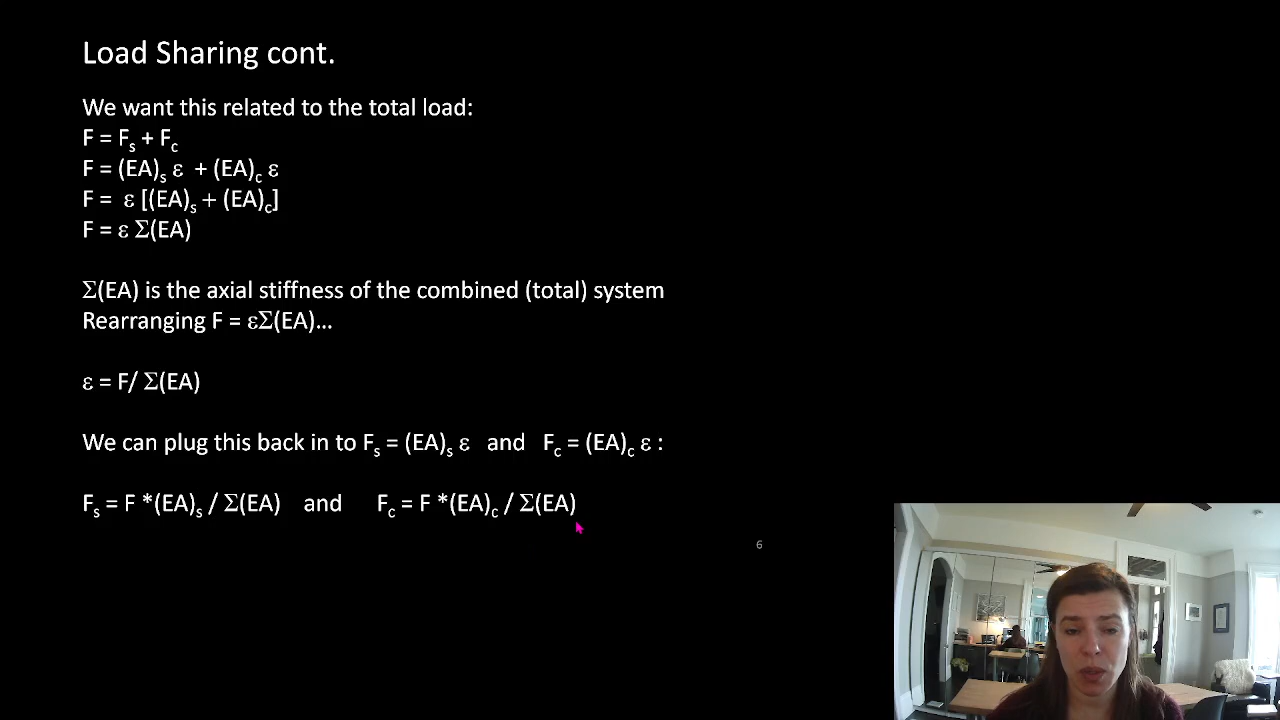 Load Sharing cont.
We want this related to the total load:
F = Fs + Fc
F = (EA)s ε + (EA)c ε
F = ε [(EA)s + (EA)c]
F = ε Σ(EA)
Σ(EA) is the axial stiffness of the combined (total) system
Rearranging F = εΣ(EA)…
ε = F/ Σ(EA)
We can plug this back in to Fs = (EA)s ε and Fc = (EA)c ε :
Fs = F *(EA)s / Σ(EA) and Fc = F *(EA)c / Σ(EA)
6